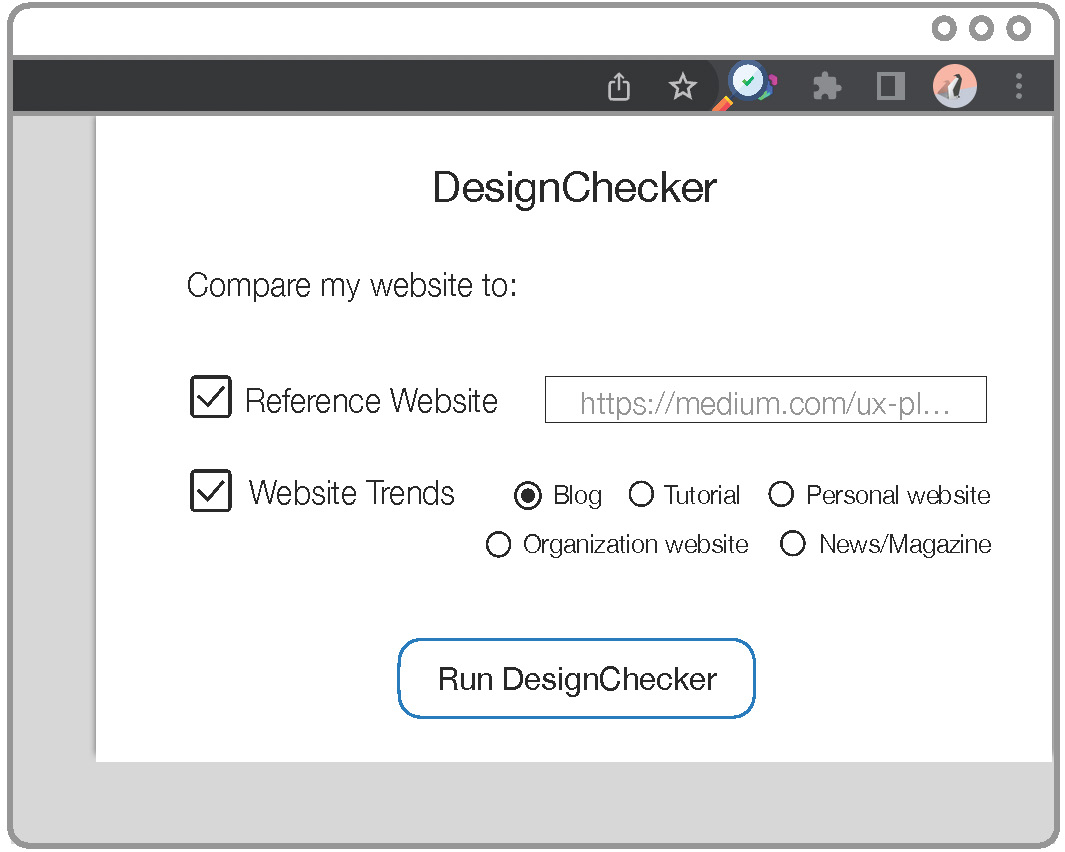 DesignChecker
Compare my website to:
Reference Website https://medium.com/ux-pl...
Website Trends Blog Tutorial Personal website
Organization website News/Magazine
Run DesignChecker